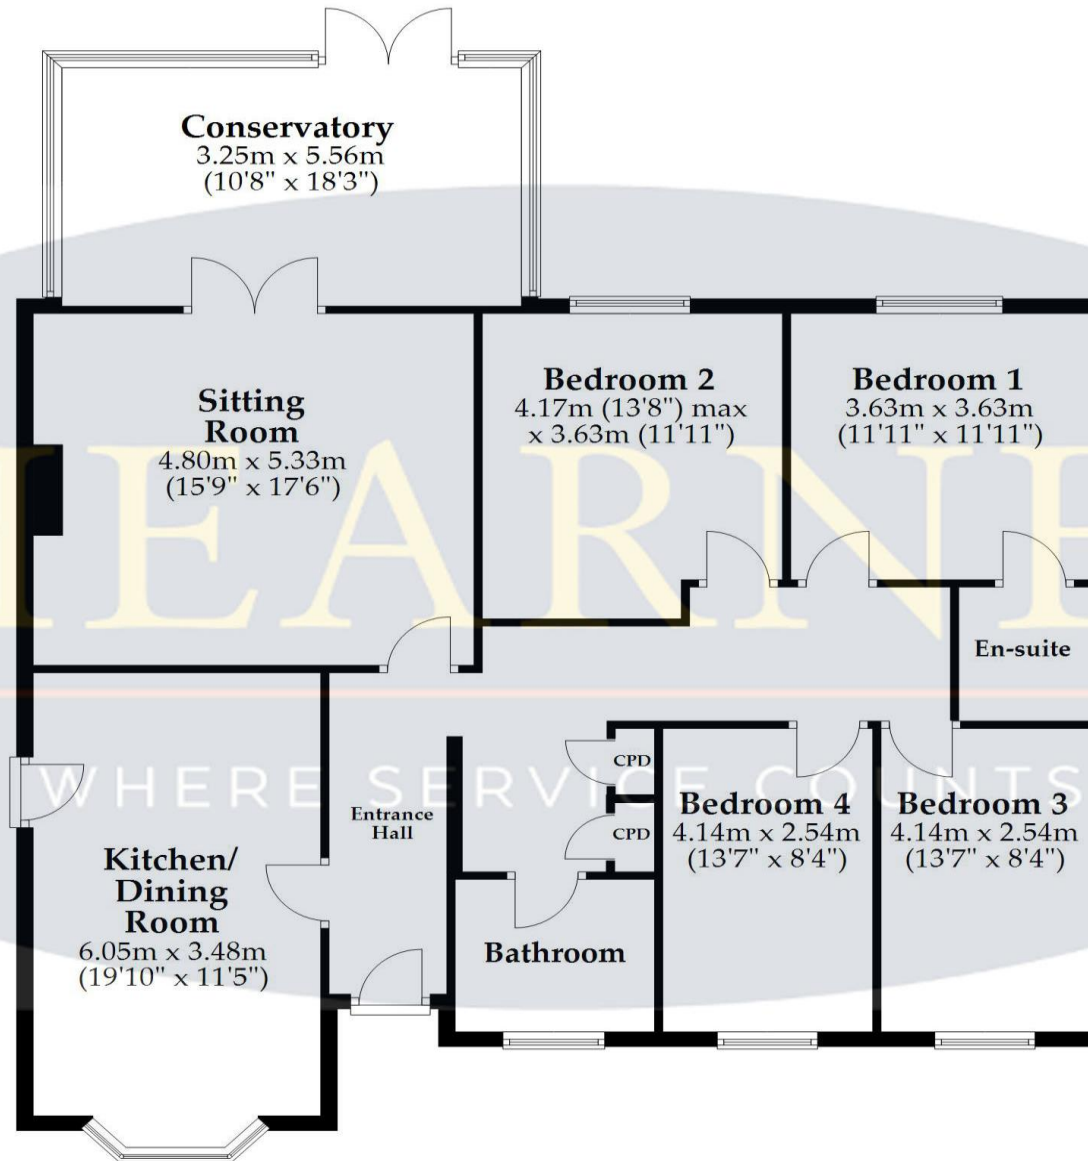 Conservatory
3.25m x 5.56m
(10'8" x 18'3")
Sitting
Room
4.80m x 5.33m
(15'9" x 17'6")
Bedroom 2
4.17m (13'8") max
x 3.63m (11'11")
Bedroom 1
3.63m x 3.63m
(11'11" x 11'11")
HEARNE
En-suite
WHERE SERVICE COUNTS
CPD
CPD
Entrance
Hall
Bedroom 4
4.14m x 2.54m
(13'7" x 8'4")
Bedroom 3
4.14m x 2.54m
(13'7" x 8'4")
Kitchen/
Dining
Room
6.05m x 3.48m
(19'10" x 11'5")
Bathroom